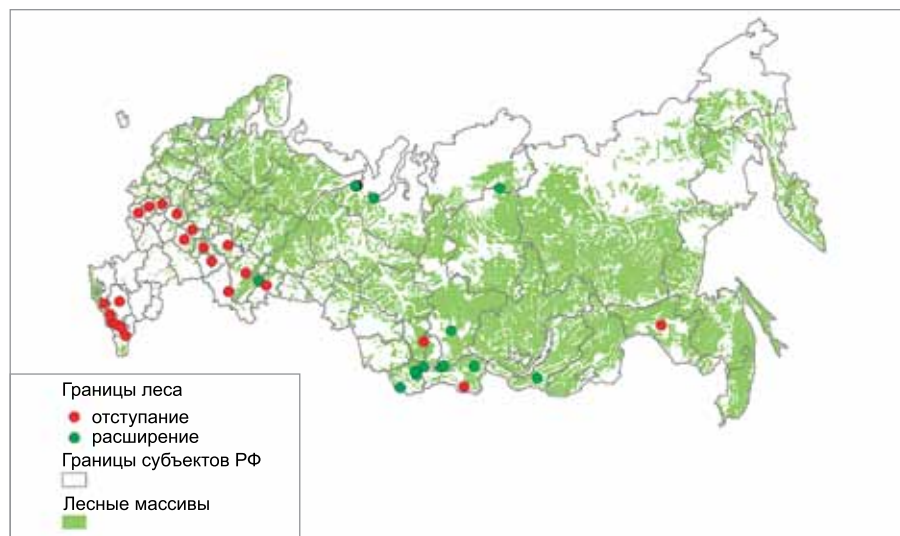 Границы леса
отступание
расширение
Границы субъектов РФ
Лесные массивы